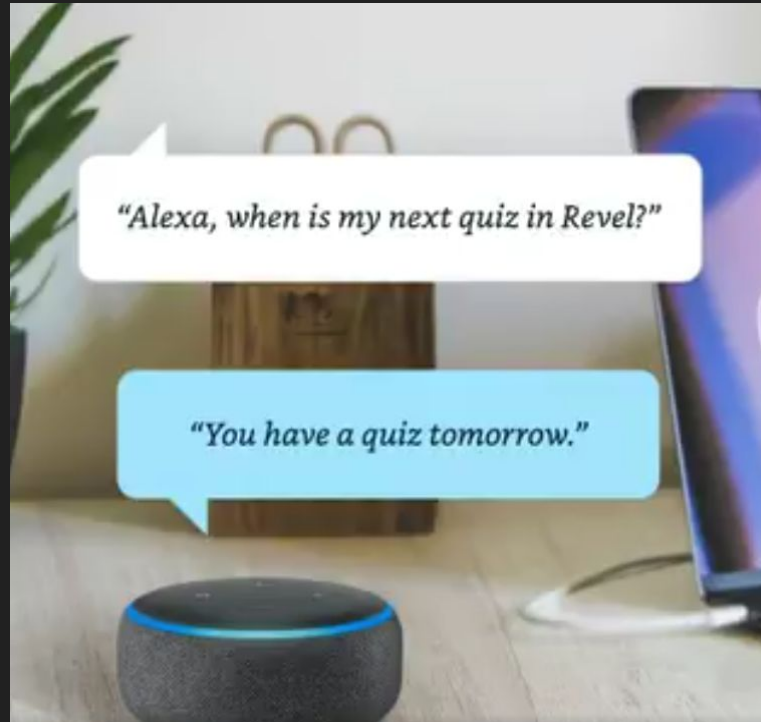 “Alexa, when is my next quiz in Revel?”
“You have a quiz tomorrow.”